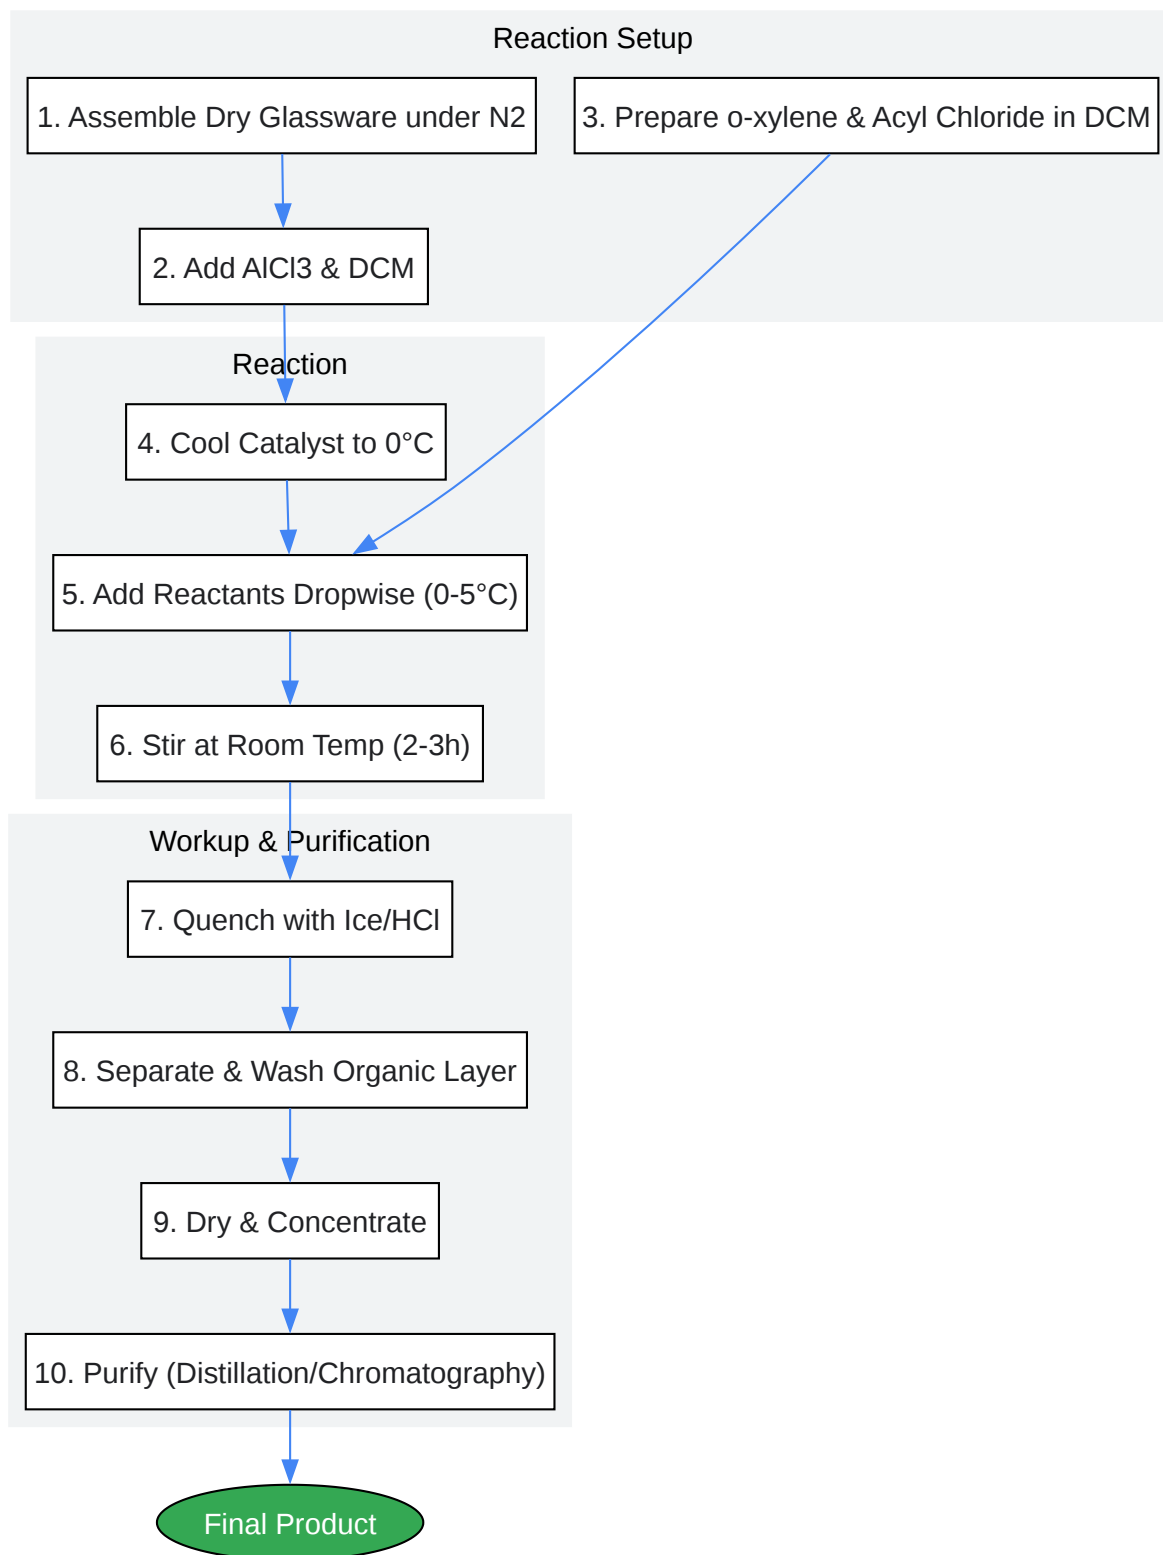 Reaction Setup
1. Assemble Dry Glassware under N2
3. Prepare o-xylene & Acyl Chloride in DCM
2. Add AlCl3 & DCM
Reaction
4. Cool Catalyst to 0°C
5. Add Reactants Dropwise (0-5°C)
6. Stir at Room Temp (2-3h)
Workup & Purification
7. Quench with Ice/HCl
8. Separate & Wash Organic Layer
9. Dry & Concentrate
10. Purify (Distillation/Chromatography)
Final Product